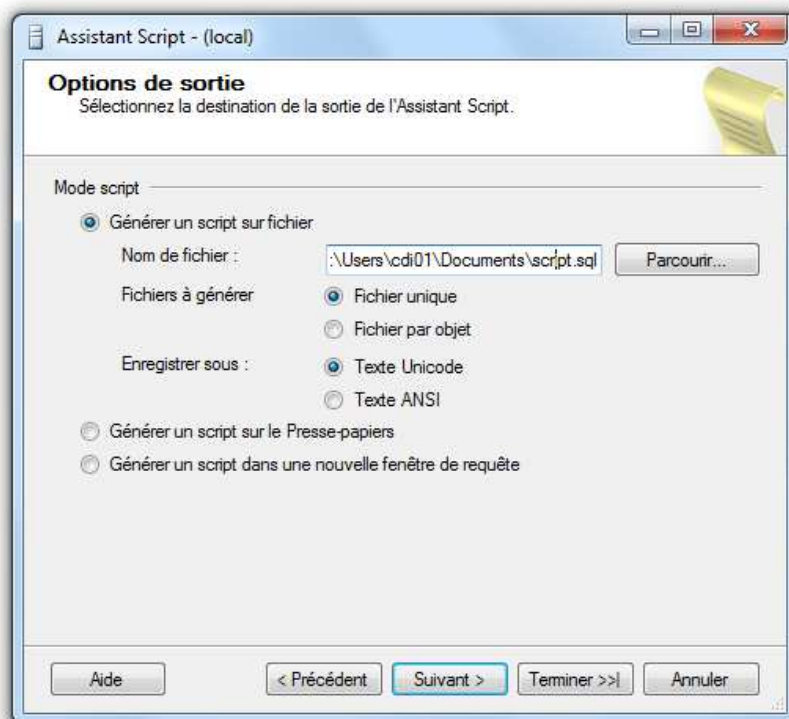 Assistant Script - (local)
Options de sortie
Sélectionnez la destination de la sortie de l'Assistant Script.
Mode script
Générer un script sur fichier
Nom de fichier :
:\Users\cdi01\Documents\script.sql
Parcourir...
Fichiers à générer
Fichier unique
Fichier par objet
Enregistrer sous :
Texte Unicode
Texte ANSI
Générer un script sur le Presse-papiers
Générer un script dans une nouvelle fenêtre de requête
Aide
< Précédent
Suivant >
Terminer >>|
Annuler